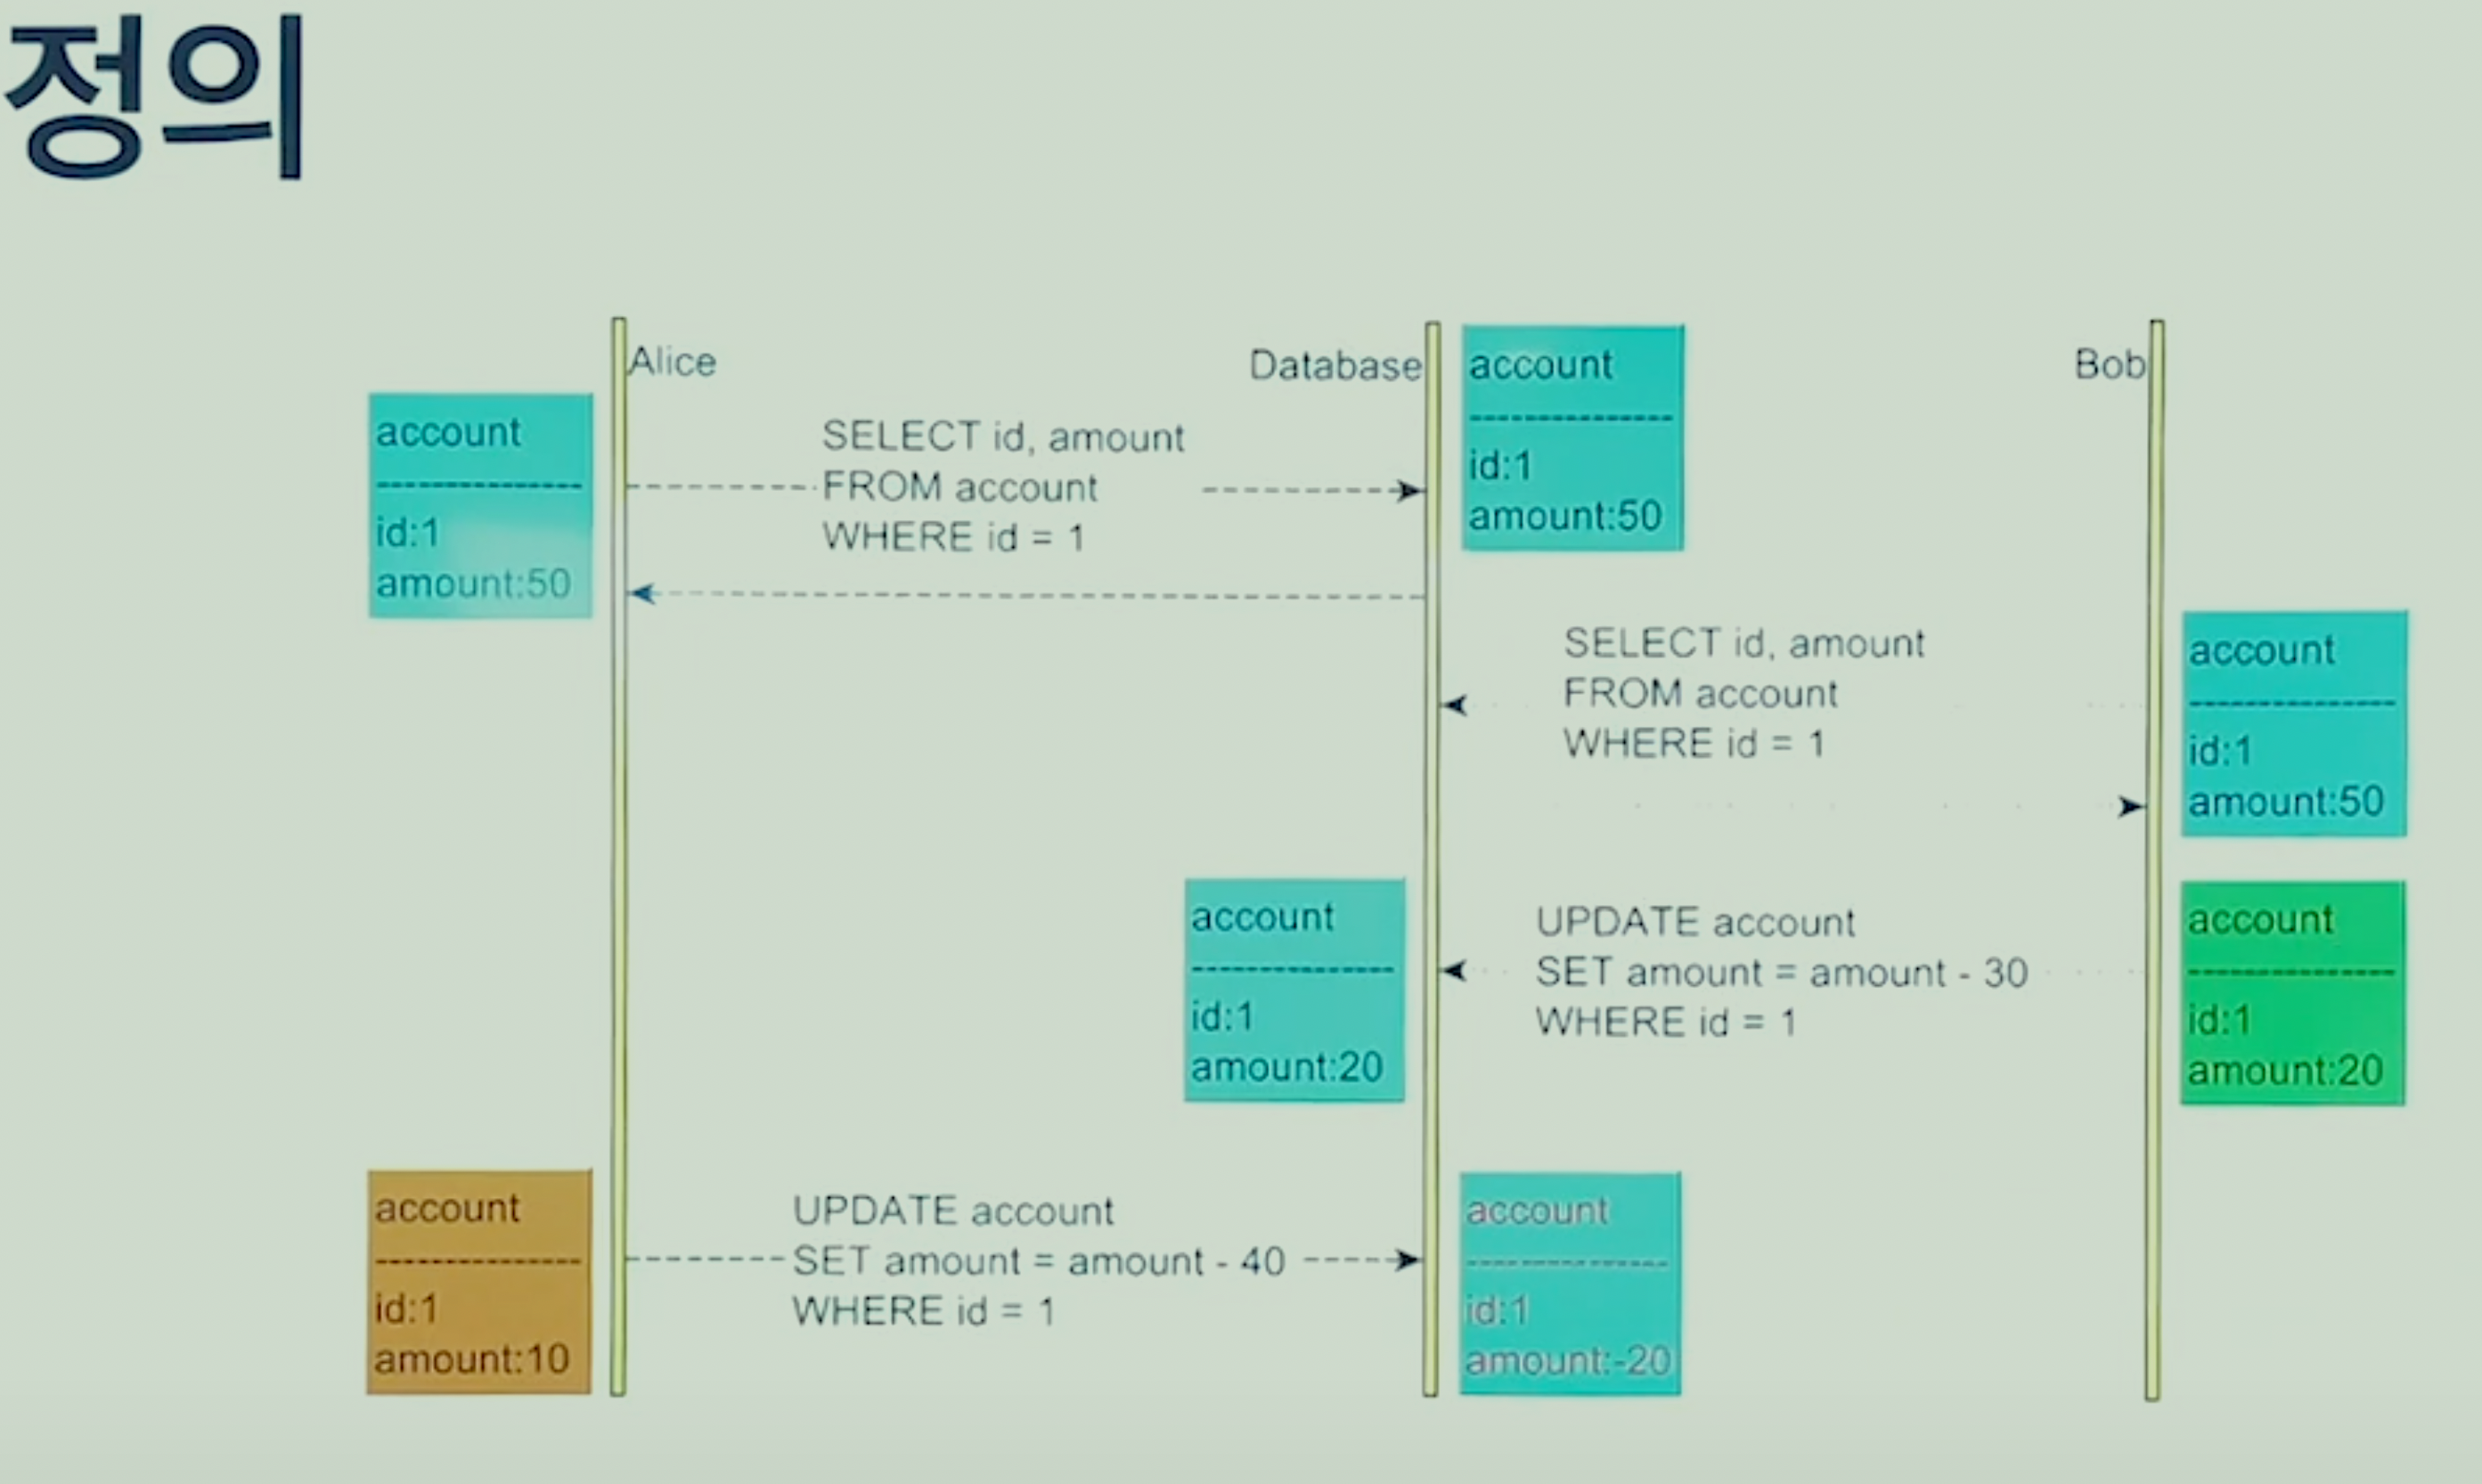 정의
Alice
Database
Bob
account
id:1
amount:50
account
id:1
amount:50
SELECT id, amount
FROM account
WHERE id = 1
SELECT id, amount
FROM account
WHERE id = 1
account
id:1
amount:50
account
id:1
amount:20
UPDATE account
SET amount = amount - 30
WHERE id = 1
account
id:1
amount:20
account
id:1
amount:10
UPDATE account
SET amount = amount - 40
WHERE id = 1
account
id:1
amount:-20